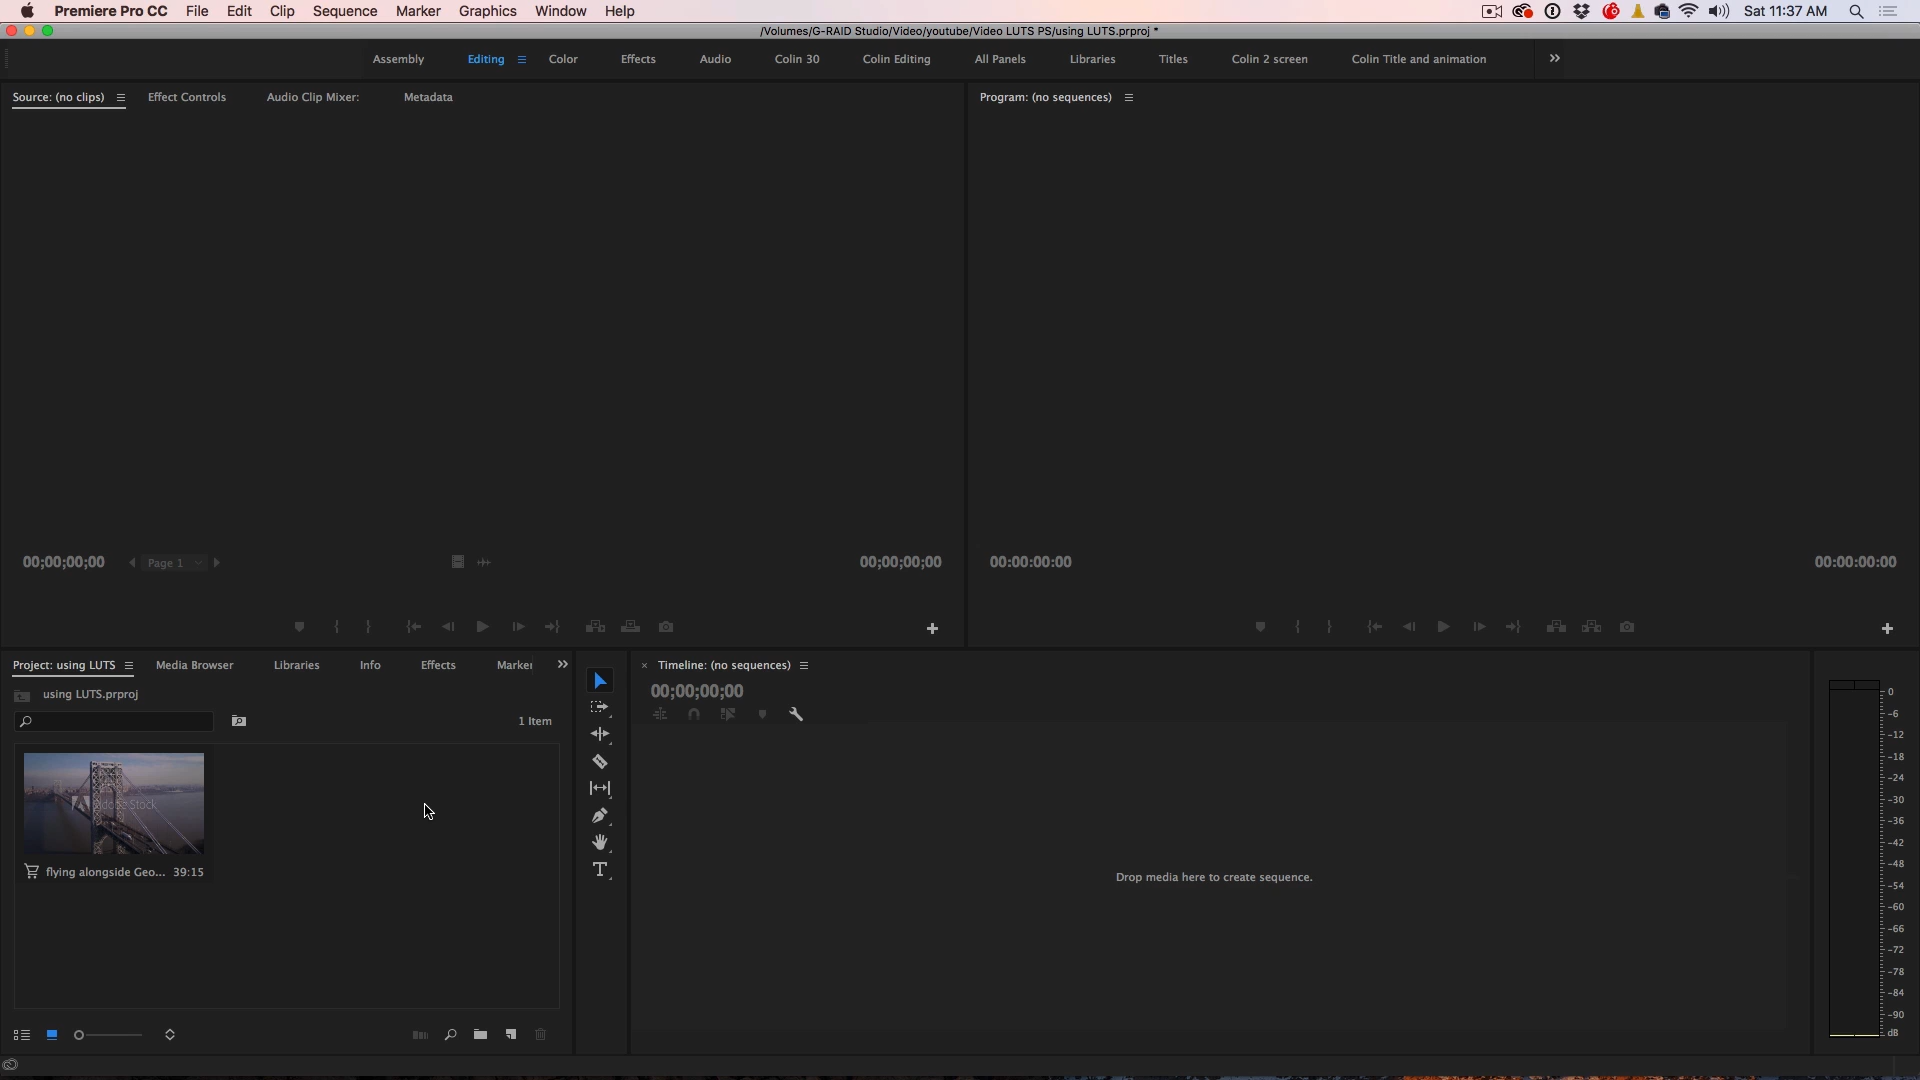 Premiere Pro CC File Edit Clip Sequence Marker Graphics Window Help Sat 11:37 AM
/Volumes/G-RAID Studio/Video/youtube/Video LUTS PS/using LUTS.prproj *
Assembly Editing Color Effects Audio Colin 30 Colin Editing All Panels Libraries Titles Colin 2 screen Colin Title and animation
Source: (no clips) Effect Controls Audio Clip Mixer: Metadata
Program: (no sequences)
00;00;00;00 Page 1 00;00;00;00
00:00:00:00 00:00:00:00
Project: using LUTS Media Browser Libraries Info Effects Marker
using LUTS.prproj
1 Item
Adobe Stock
flying alongside Geo... 39:15
× Timeline: (no sequences)
00;00;00;00
Drop media here to create sequence.
0
-6
-12
-18
-24
-30
-36
-42
-48
-54
-60
-66
-72
-78
-84
-90
dB